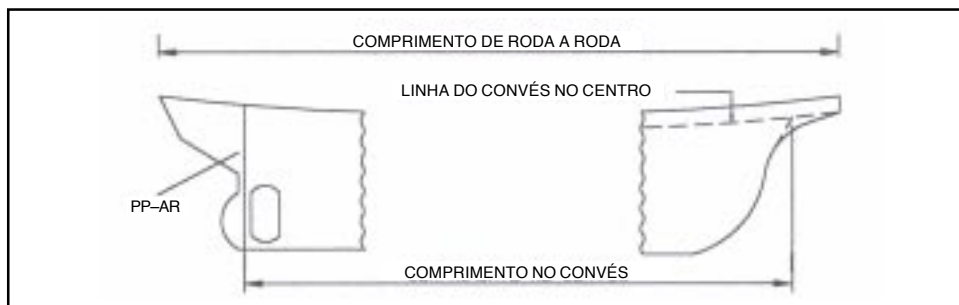 COMPRIMENTO DE RODA A RODA
LINHA DO CONVÉS NO CENTRO
PP–AR
COMPRIMENTO NO CONVÉS